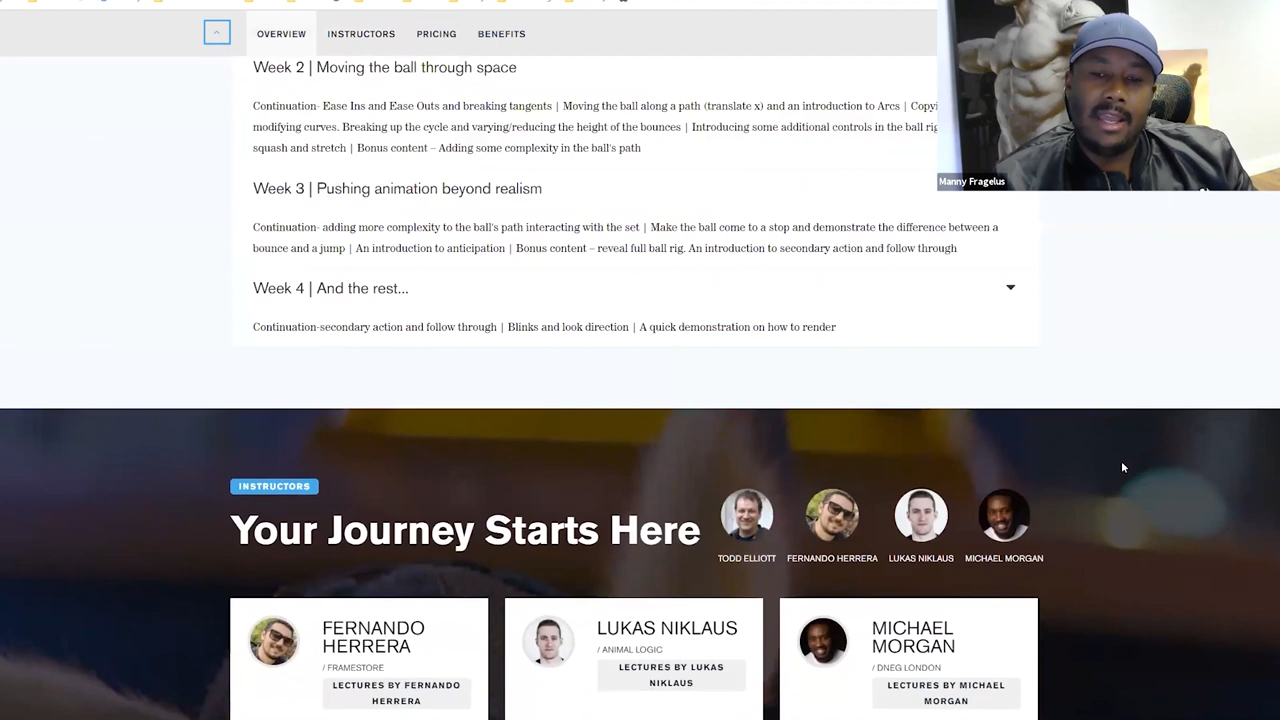 OVERVIEW INSTRUCTORS PRICING BENEFITS
Week 2 | Moving the ball through space
Continuation- Ease Ins and Ease Outs and breaking tangents | Moving the ball along a path (translate x) and an introduction to Arcs |
modifying curves. Breaking up the cycle and varying/reducing the height of the bounces | Introducing some additional controls in the ball
squash and stretch | Bonus content – Adding some complexity in the ball's path
Manny Fragelus
Week 3 | Pushing animation beyond realism
Continuation- adding more complexity to the ball's path interacting with the set | Make the ball come to a stop and demonstrate the difference between a
bounce and a jump | An introduction to anticipation | Bonus content – reveal full ball rig. An introduction to secondary action and follow through
Week 4 | And the rest...
Continuation-secondary action and follow through | Blinks and look direction | A quick demonstration on how to render
INSTRUCTORS
Your Journey Starts Here
TODD ELLIOTT FERNANDO HERRERA LUKAS NIKLAUS MICHAEL MORGAN
FERNANDO
HERRERA
/ FRAMESTORE
LECTURES BY FERNANDO
HERRERA
LUKAS NIKLAUS
/ ANIMAL LOGIC
LECTURES BY LUKAS
NIKLAUS
MICHAEL
MORGAN
/ DNEG LONDON
LECTURES BY MICHAEL
MORGAN